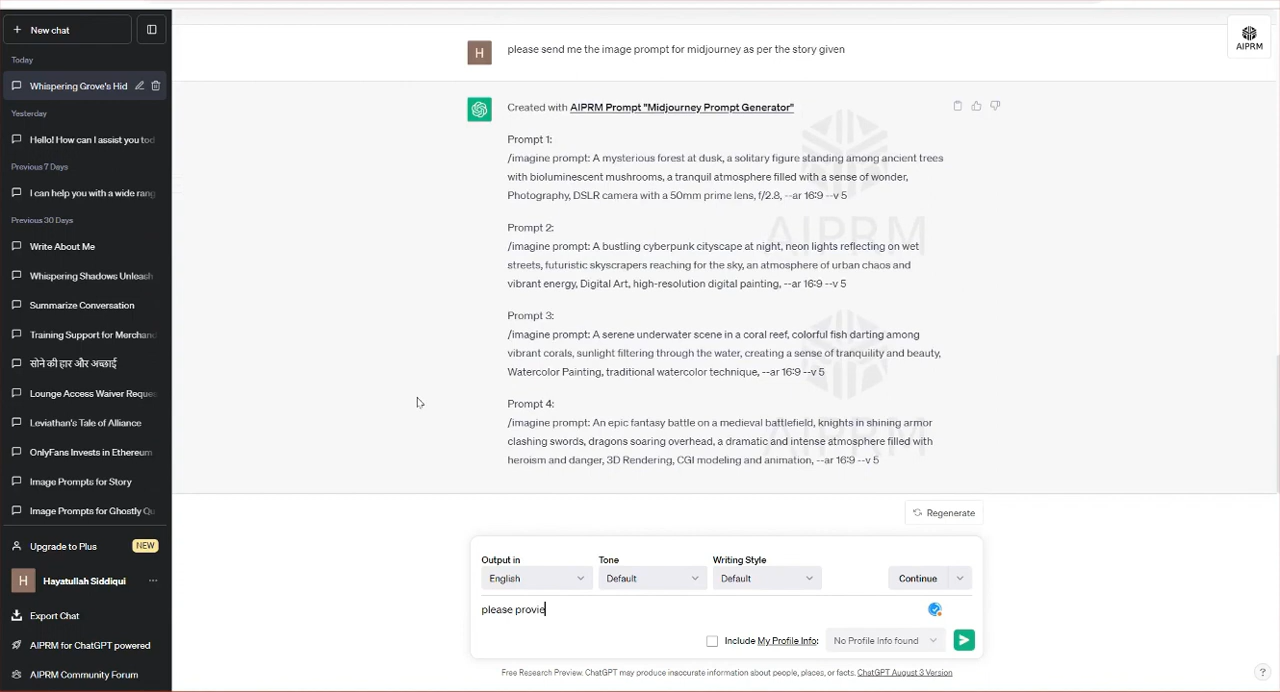 New chat
Today
Whispering Grove's Hid
Yesterday
Hello! How can I assist you tod
Previous 7 Days
I can help you with a wide rang
Previous 30 Days
Write About Me
Whispering Shadows Unleash
Summarize Conversation
Training Support for Merchan
सोने की हार और अच्छाई
Lounge Access Waiver Reque
Leviathan's Tale of Alliance
OnlyFans Invests in Ethereum
Image Prompts for Story
Image Prompts for Ghostly Qu
Upgrade to Plus NEW
H Hayatullah Siddiqui ...
Export Chat
AIPRM for ChatGPT powered
AIPRM Community Forum
AIPRM
H please send me the image prompt for midjourney as per the story given
Created with AIPRM Prompt "Midjourney Prompt Generator"
Prompt 1:
/imagine prompt: A mysterious forest at dusk, a solitary figure standing among ancient trees
with bioluminescent mushrooms, a tranquil atmosphere filled with a sense of wonder,
Photography, DSLR camera with a 50mm prime lens, f/2.8, --ar 16:9 --v 5
Prompt 2:
/imagine prompt: A bustling cyberpunk cityscape at night, neon lights reflecting on wet
streets, futuristic skyscrapers reaching for the sky, an atmosphere of urban chaos and
vibrant energy, Digital Art, high-resolution digital painting, --ar 16:9 --v 5
Prompt 3:
/imagine prompt: A serene underwater scene in a coral reef, colorful fish darting among
vibrant corals, sunlight filtering through the water, creating a sense of tranquility and beauty,
Watercolor Painting, traditional watercolor technique, --ar 16:9 --v 5
Prompt 4:
/imagine prompt: An epic fantasy battle on a medieval battlefield, knights in shining armor
clashing swords, dragons soaring overhead, a dramatic and intense atmosphere filled with
heroism and danger, 3D Rendering, CGI modeling and animation, --ar 16:9 --v 5
AIPRM
AIPRM
Regenerate
Output in Tone Writing Style
English Default Default Continue
please provie
Include My Profile Info: No Profile Info found
Free Research Preview. ChatGPT may produce inaccurate information about people, places, or facts. ChatGPT August 3 Version
?